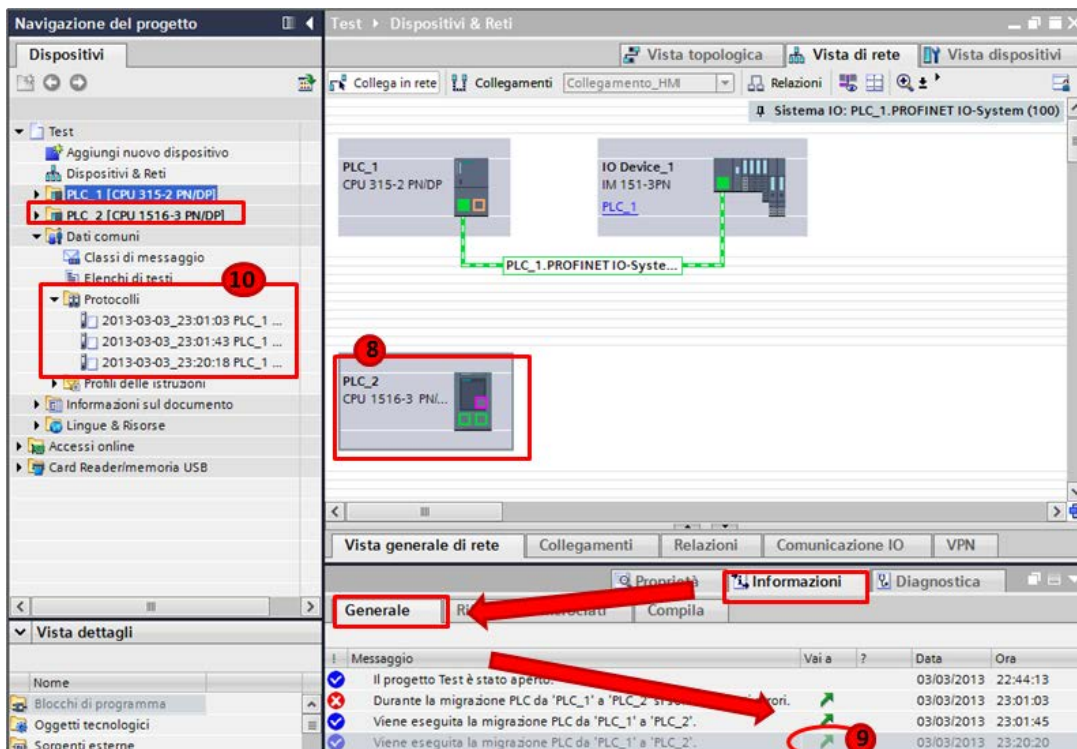 Navigazione del progetto
Dispositivi
Test
Aggiungi nuovo dispositivo
Dispositivi & Reti
PLC_1 [CPU 315-2 PN/DP]
PLC_2 [CPU 1516-3 PN/DP]
Dati comuni
Classi di messaggio
Elenchi di testi
10
Protocolli
2013-03-03_23:01:03 PLC_1 ...
2013-03-03_23:01:43 PLC_1 ...
2013-03-03_23:20:18 PLC_1 ...
Profili delle istruzioni
Informazioni sul documento
Lingue & Risorse
Accessi online
Card Reader/memoria USB
Vista dettagli
Nome
Blocchi di programma
Oggetti tecnologici
Sorgenti esterne
Test Dispositivi & Reti
Vista topologica Vista di rete Vista dispositivi
Collega in rete Collegamenti Collegamento_HMI Relazioni
Sistema IO: PLC_1.PROFINET IO-System (100)
PLC_1
CPU 315-2 PN/DP
IO Device_1
IM 151-3PN
PLC_1
PLC_1.PROFINET IO-Syste...
8
PLC_2
CPU 1516-3 PN/...
Vista generale di rete Collegamenti Relazioni Comunicazione IO VPN
Proprietà Informazioni Diagnostica
Generale Compila
! Messaggio Vai a ? Data Ora
Il progetto Test è stato aperto. 03/03/2013 22:44:13
Durante la migrazione PLC da 'PLC_1' a 'PLC_2' si 03/03/2013 23:01:03
Viene eseguita la migrazione PLC da 'PLC_1' a 'PLC_2'. 03/03/2013 23:01:45
Viene eseguita la migrazione PLC da 'PLC_1' a 'PLC_2'. 9 03/03/2013 23:20:20